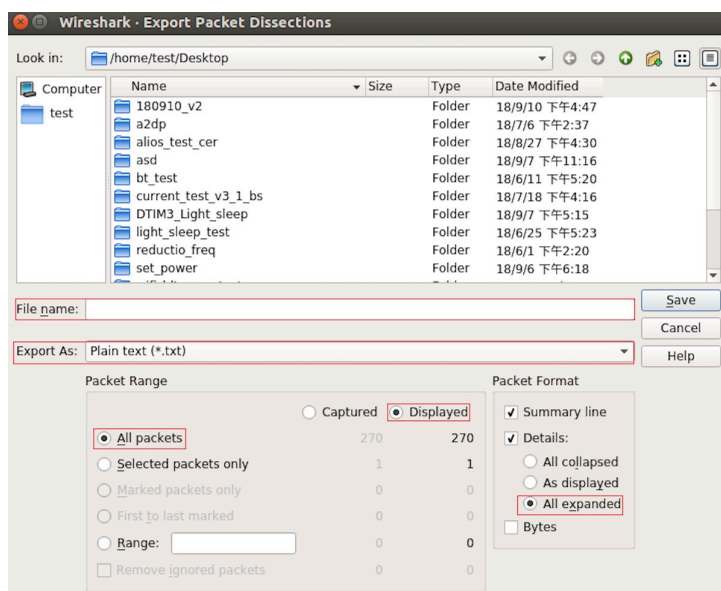 Wireshark · Export Packet Dissections
Look in: /home/test/Desktop
Computer
test
Name Size Type Date Modified
180910_v2 Folder 18/9/10 下午4:47
a2dp Folder 18/7/6 下午2:37
alios_test_cer Folder 18/8/27 下午4:30
asd Folder 18/9/7 下午11:16
bt_test Folder 18/6/11 下午5:20
current_test_v3_1_bs Folder 18/7/18 下午4:16
DTIM3_Light_sleep Folder 18/9/7 下午5:15
light_sleep_test Folder 18/6/25 下午5:23
reductio_freq Folder 18/6/1 下午2:20
set_power Folder 18/9/6 下午6:18
File name:
Save
Cancel
Export As: Plain text (*.txt)
Help
Packet Range
Captured Displayed
All packets 270 270
Selected packets only 1 1
Marked packets only 0 0
First to last marked 0 0
Range: 0 0
Remove ignored packets 0 0
Packet Format
Summary line
Details:
All collapsed
As displayed
All expanded
Bytes